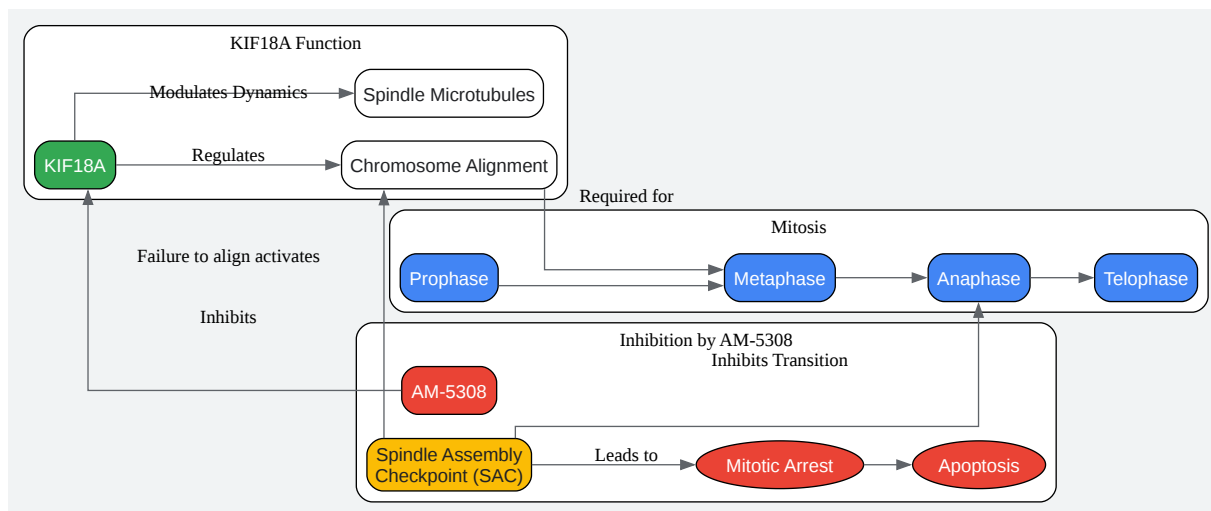 KIF18A Function
Modulates Dynamics
Spindle Microtubules
KIF18A
Regulates
Chromosome Alignment
Required for
Mitosis
Failure to align activates
Prophase
Metaphase
Anaphase
Telophase
Inhibits
Inhibition by AM-5308
Inhibits Transition
AM-5308
Spindle Assembly
Checkpoint (SAC)
Leads to
Mitotic Arrest
Apoptosis